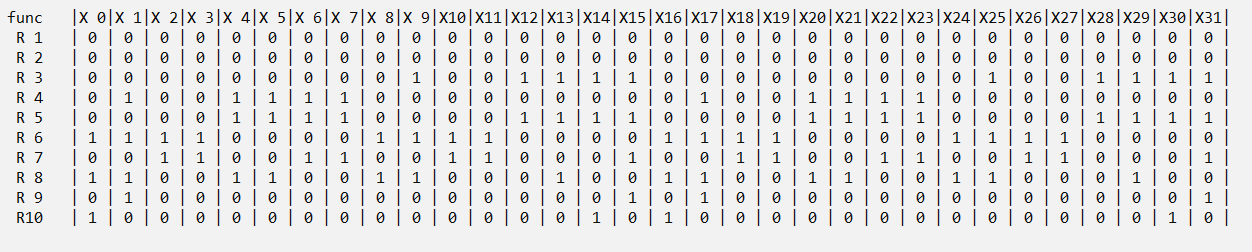 func |X 0|X 1|X 2|X 3|X 4|X 5|X 6|X 7|X 8|X 9|X10|X11|X12|X13|X14|X15|X16|X17|X18|X19|X20|X21|X22|X23|X24|X25|X26|X27|X28|X29|X30|X31|
R 1 | 0 | 0 | 0 | 0 | 0 | 0 | 0 | 0 | 0 | 0 | 0 | 0 | 0 | 0 | 0 | 0 | 0 | 0 | 0 | 0 | 0 | 0 | 0 | 0 | 0 | 0 | 0 | 0 | 0 | 0 | 0 | 0 |
R 2 | 0 | 0 | 0 | 0 | 0 | 0 | 0 | 0 | 0 | 0 | 0 | 0 | 0 | 0 | 0 | 0 | 0 | 0 | 0 | 0 | 0 | 0 | 0 | 0 | 0 | 0 | 0 | 0 | 0 | 0 | 0 | 0 |
R 3 | 0 | 0 | 0 | 0 | 0 | 0 | 0 | 0 | 0 | 1 | 0 | 0 | 1 | 1 | 1 | 1 | 0 | 0 | 0 | 0 | 0 | 0 | 0 | 0 | 0 | 1 | 0 | 0 | 1 | 1 | 1 | 1 |
R 4 | 0 | 1 | 0 | 0 | 1 | 1 | 1 | 1 | 0 | 0 | 0 | 0 | 0 | 0 | 0 | 0 | 0 | 1 | 0 | 0 | 1 | 1 | 1 | 1 | 0 | 0 | 0 | 0 | 0 | 0 | 0 | 0 |
R 5 | 0 | 0 | 0 | 0 | 1 | 1 | 1 | 1 | 0 | 0 | 0 | 0 | 1 | 1 | 1 | 1 | 0 | 0 | 0 | 0 | 1 | 1 | 1 | 1 | 0 | 0 | 0 | 0 | 1 | 1 | 1 | 1 |
R 6 | 1 | 1 | 1 | 1 | 0 | 0 | 0 | 0 | 1 | 1 | 1 | 1 | 0 | 0 | 0 | 0 | 1 | 1 | 1 | 1 | 0 | 0 | 0 | 0 | 1 | 1 | 1 | 1 | 0 | 0 | 0 | 0 |
R 7 | 0 | 0 | 1 | 1 | 0 | 0 | 1 | 1 | 0 | 0 | 1 | 1 | 0 | 0 | 0 | 1 | 0 | 0 | 1 | 1 | 0 | 0 | 1 | 1 | 0 | 0 | 1 | 1 | 0 | 0 | 0 | 1 |
R 8 | 1 | 1 | 0 | 0 | 1 | 1 | 0 | 0 | 1 | 1 | 0 | 0 | 0 | 1 | 0 | 0 | 1 | 1 | 0 | 0 | 1 | 1 | 0 | 0 | 1 | 1 | 0 | 0 | 0 | 1 | 0 | 0 |
R 9 | 0 | 1 | 0 | 0 | 0 | 0 | 0 | 0 | 0 | 0 | 0 | 0 | 0 | 0 | 0 | 1 | 0 | 1 | 0 | 0 | 0 | 0 | 0 | 0 | 0 | 0 | 0 | 0 | 0 | 0 | 0 | 1 |
R10 | 1 | 0 | 0 | 0 | 0 | 0 | 0 | 0 | 0 | 0 | 0 | 0 | 0 | 0 | 1 | 0 | 1 | 0 | 0 | 0 | 0 | 0 | 0 | 0 | 0 | 0 | 0 | 0 | 0 | 0 | 1 | 0 |